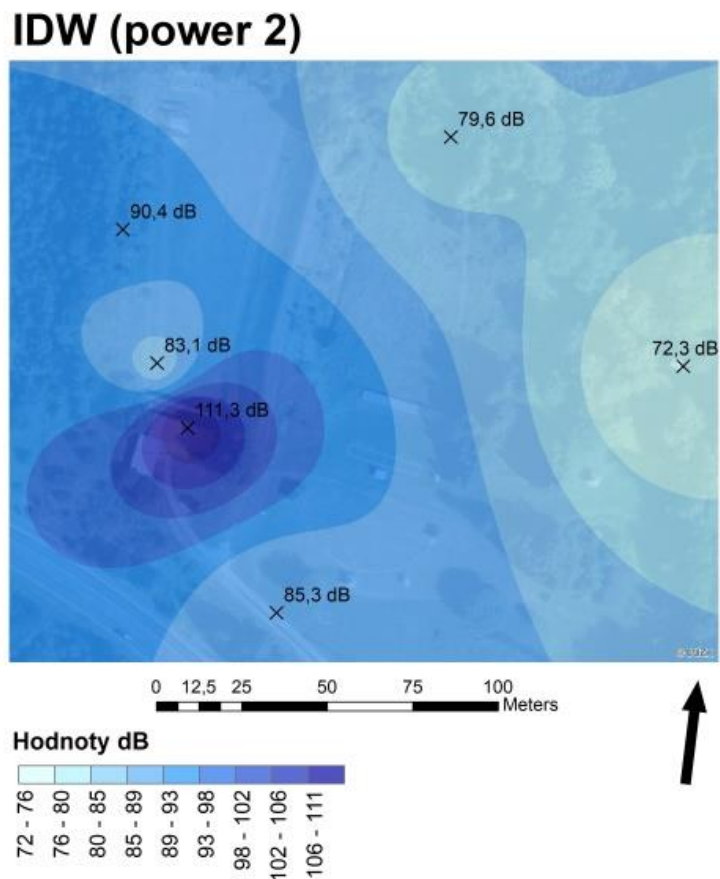 IDW (power 2)
79,6 dB
90,4 dB
83,1 dB
72,3 dB
111,3 dB
85,3 dB
0 12,5 25 50 75 100
Meters
Hodnoty dB
72 - 76
76 - 80
80 - 85
85 - 89
89 - 93
93 - 98
98 - 102
102 - 106
106 - 111